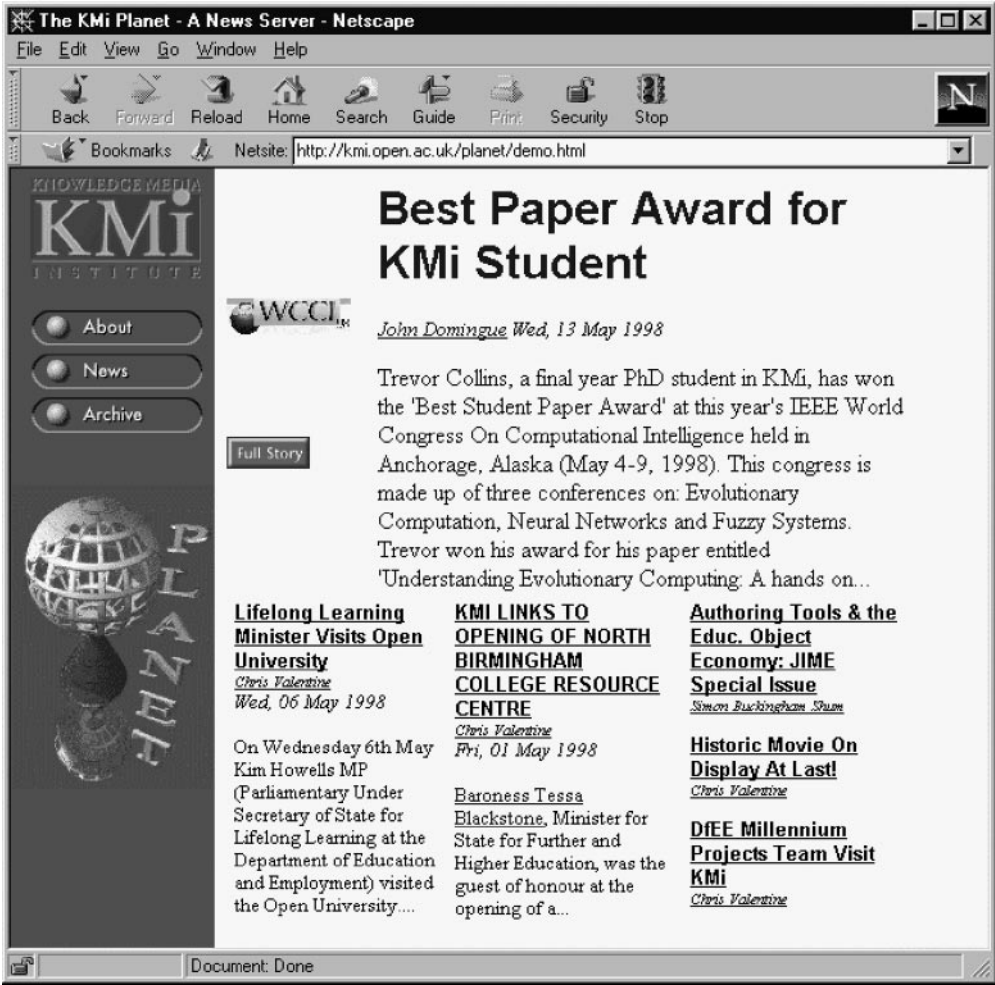 The KMi Planet - A News Server - Netscape
File Edit View Go Window Help
Back Forward Reload Home Search Guide Print Security Stop
N
Bookmarks Netsite: http://kmi.open.ac.uk/planet/demo.html
KNOWLEDGE MEDIA
KMi
INSTITUTE
About
News
Archive
PLANET
Best Paper Award for
KMi Student
WCCI
John Domingue Wed, 13 May 1998
Full Story
Trevor Collins, a final year PhD student in KMi, has won
the 'Best Student Paper Award' at this year's IEEE World
Congress On Computational Intelligence held in
Anchorage, Alaska (May 4-9, 1998). This congress is
made up of three conferences on: Evolutionary
Computation, Neural Networks and Fuzzy Systems.
Trevor won his award for his paper entitled
'Understanding Evolutionary Computing: A hands on...
Lifelong Learning
Minister Visits Open
University
Chris Valentine
Wed, 06 May 1998
On Wednesday 6th May
Kim Howells MP
(Parliamentary Under
Secretary of State for
Lifelong Learning at the
Department of Education
and Employment) visited
the Open University....
KMI LINKS TO
OPENING OF NORTH
BIRMINGHAM
COLLEGE RESOURCE
CENTRE
Chris Valentine
Fri, 01 May 1998
Baroness Tessa
Blackstone, Minister for
State for Further and
Higher Education, was the
guest of honour at the
opening of a...
Authoring Tools & the
Educ. Object
Economy: JIME
Special Issue
Simon Buckingham Shum
Historic Movie On
Display At Last!
Chris Valentine
DfEE Millennium
Projects Team Visit
KMi
Chris Valentine
Document: Done